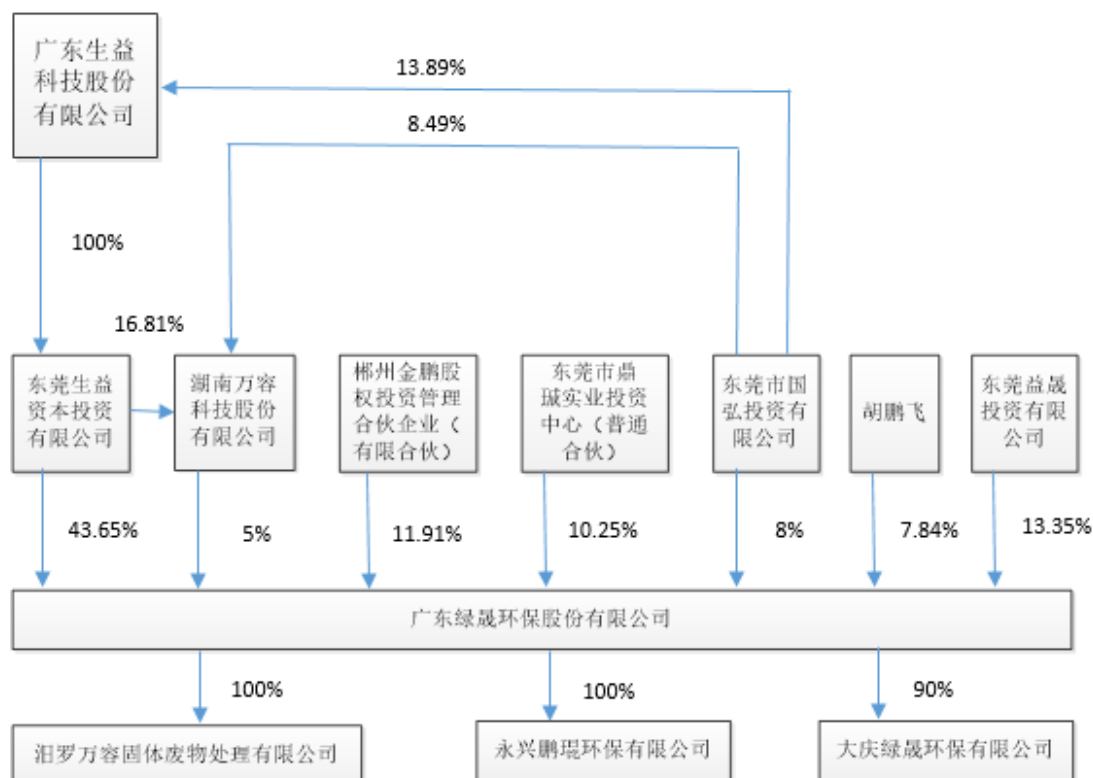 广东生益
科技股份
有限公司
13.89%
8.49%
100%
16.81%
东莞生益
资本投资
有限公司
湖南万容
科技股份
有限公司
郴州金鹏股
权投资管理
合伙企业（
有限合伙）
东莞市鼎
珹实业投资
中心（普通
合伙）
东莞市国
弘投资有
限公司
胡鹏飞
东莞益晟
投资有限
公司
43.65%
5%
11.91%
10.25%
8%
7.84%
13.35%
广东绿晟环保股份有限公司
100%
100%
90%
汨罗万容固体废物处理有限公司
永兴鹏琨环保有限公司
大庆绿晟环保有限公司